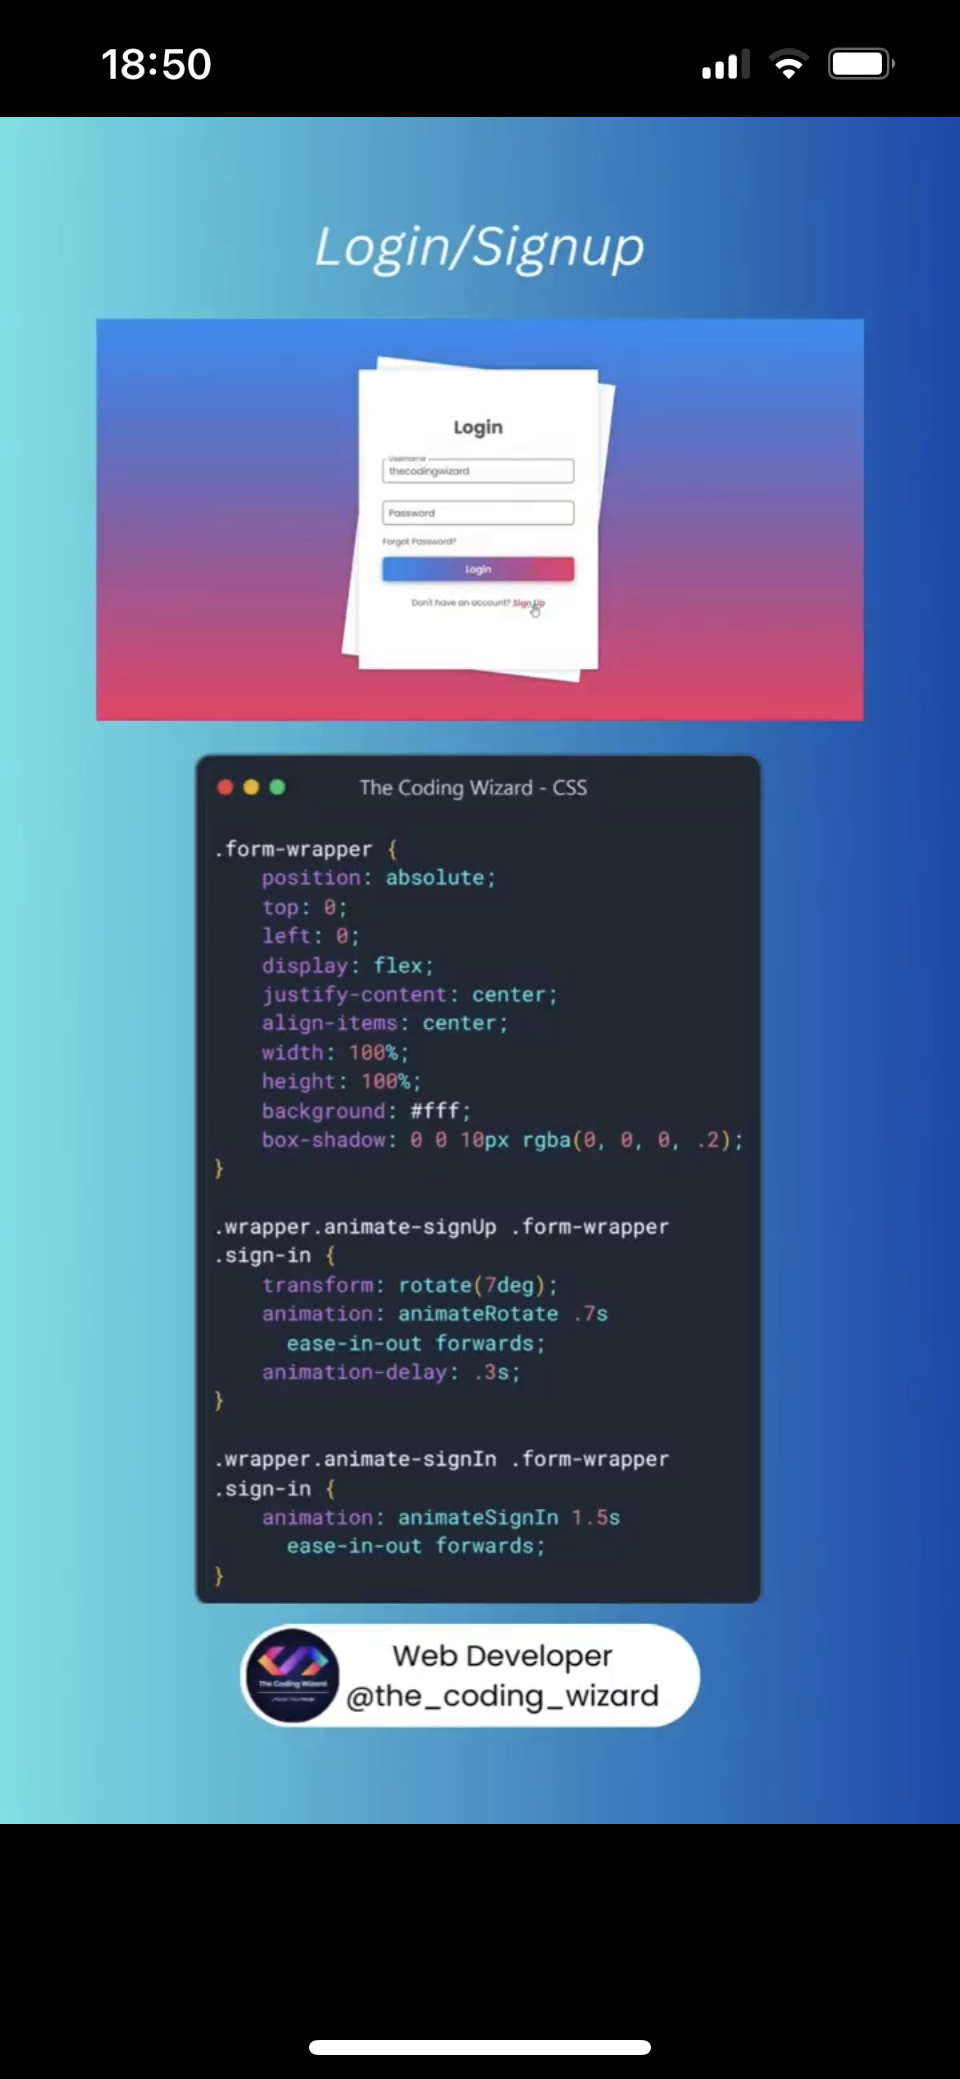 18:50
Login/Signup
Login
Username
thecodingwizard
Password
Forgot Password?
Login
Don't have an account? Sign Up
The Coding Wizard - CSS
.form-wrapper {
position: absolute;
top: 0;
left: 0;
display: flex;
justify-content: center;
align-items: center;
width: 100%;
height: 100%;
background: #fff;
box-shadow: 0 0 10px rgba(0, 0, 0, .2);
}
.wrapper.animate-signUp .form-wrapper
.sign-in {
transform: rotate(7deg);
animation: animateRotate .7s
ease-in-out forwards;
animation-delay: .3s;
}
.wrapper.animate-signIn .form-wrapper
.sign-in {
animation: animateSignIn 1.5s
ease-in-out forwards;
}
The Coding Wizard
Web Developer
@the_coding_wizard